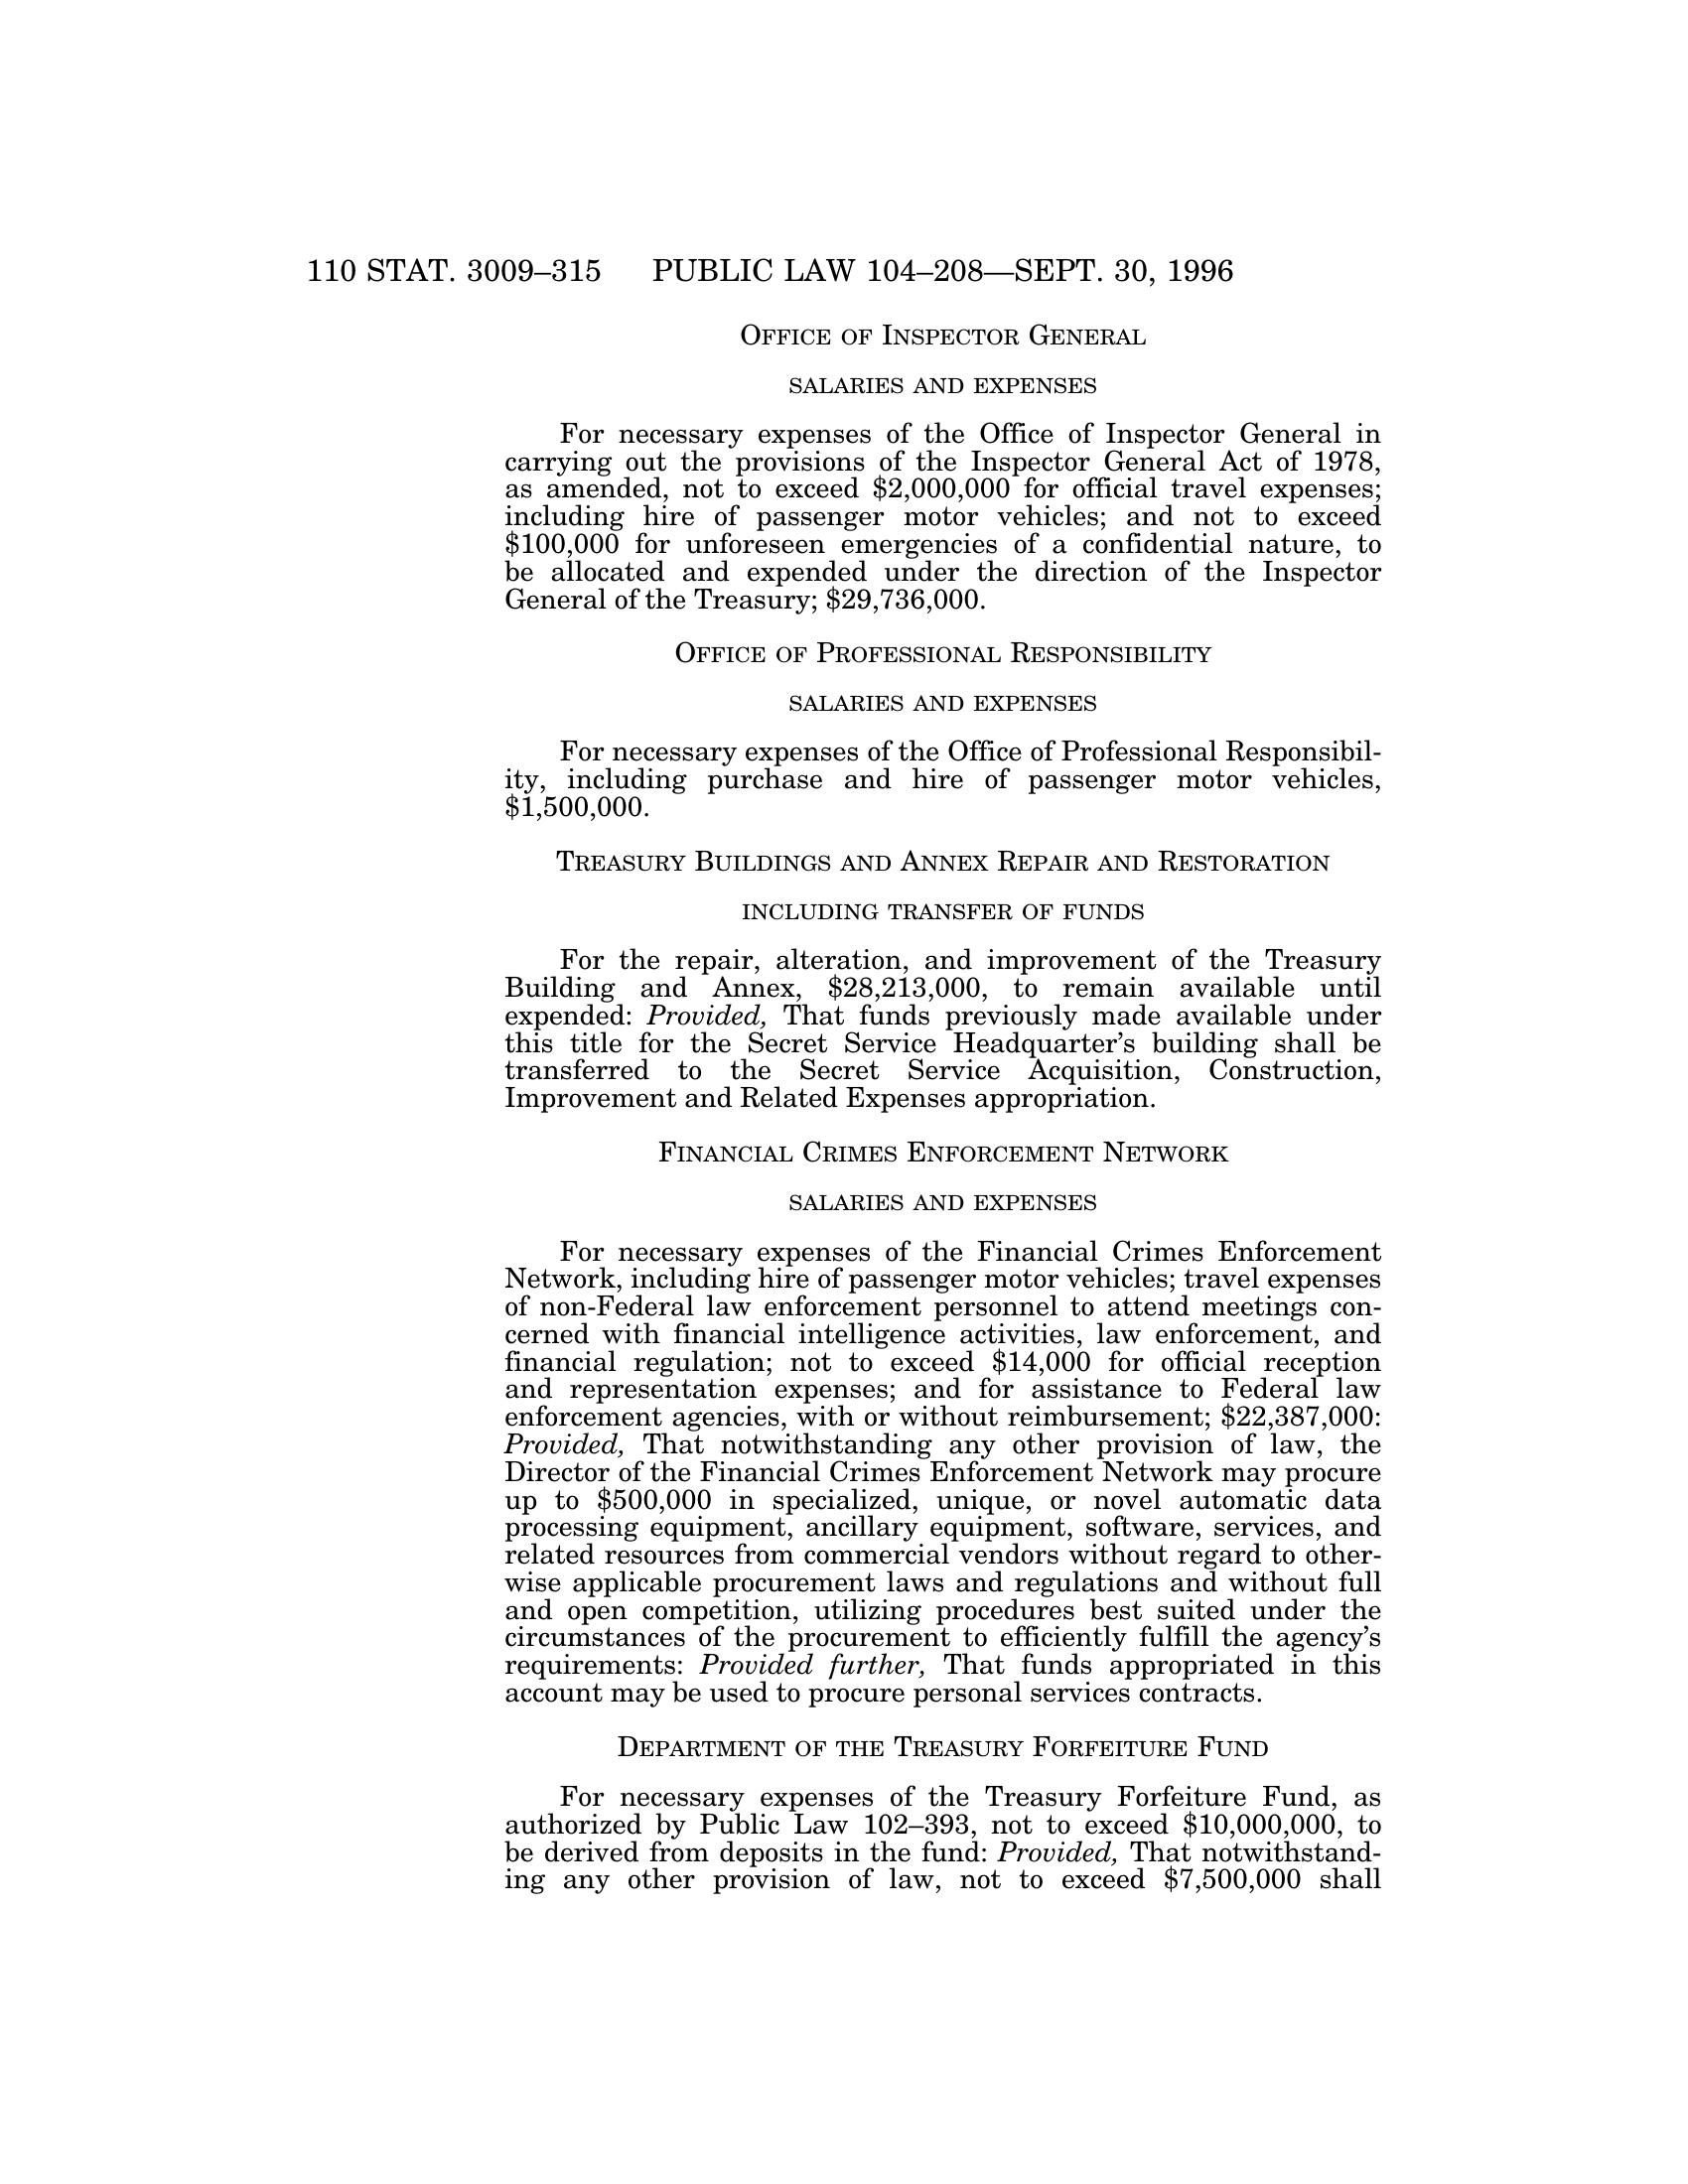 110 STAT. 3009–315 PUBLIC LAW 104–208—SEPT. 30, 1996
OFFICE OF INSPECTOR GENERAL
SALARIES AND EXPENSES
For necessary expenses of the Office of Inspector General in
carrying out the provisions of the Inspector General Act of 1978,
as amended, not to exceed $2,000,000 for official travel expenses;
including hire of passenger motor vehicles; and not to exceed
$100,000 for unforeseen emergencies of a confidential nature, to
be allocated and expended under the direction of the Inspector
General of the Treasury; $29,736,000.
OFFICE OF PROFESSIONAL RESPONSIBILITY
SALARIES AND EXPENSES
For necessary expenses of the Office of Professional Responsibil-
ity, including purchase and hire of passenger motor vehicles,
$1,500,000.
TREASURY BUILDINGS AND ANNEX REPAIR AND RESTORATION
INCLUDING TRANSFER OF FUNDS
For the repair, alteration, and improvement of the Treasury
Building and Annex, $28,213,000, to remain available until
expended: Provided, That funds previously made available under
this title for the Secret Service Headquarter’s building shall be
transferred to the Secret Service Acquisition, Construction,
Improvement and Related Expenses appropriation.
FINANCIAL CRIMES ENFORCEMENT NETWORK
SALARIES AND EXPENSES
For necessary expenses of the Financial Crimes Enforcement
Network, including hire of passenger motor vehicles; travel expenses
of non-Federal law enforcement personnel to attend meetings con-
cerned with financial intelligence activities, law enforcement, and
financial regulation; not to exceed $14,000 for official reception
and representation expenses; and for assistance to Federal law
enforcement agencies, with or without reimbursement; $22,387,000:
Provided, That notwithstanding any other provision of law, the
Director of the Financial Crimes Enforcement Network may procure
up to $500,000 in specialized, unique, or novel automatic data
processing equipment, ancillary equipment, software, services, and
related resources from commercial vendors without regard to other-
wise applicable procurement laws and regulations and without full
and open competition, utilizing procedures best suited under the
circumstances of the procurement to efficiently fulfill the agency’s
requirements: Provided further, That funds appropriated in this
account may be used to procure personal services contracts.
DEPARTMENT OF THE TREASURY FORFEITURE FUND
For necessary expenses of the Treasury Forfeiture Fund, as
authorized by Public Law 102–393, not to exceed $10,000,000, to
be derived from deposits in the fund: Provided, That notwithstand-
ing any other provision of law, not to exceed $7,500,000 shall